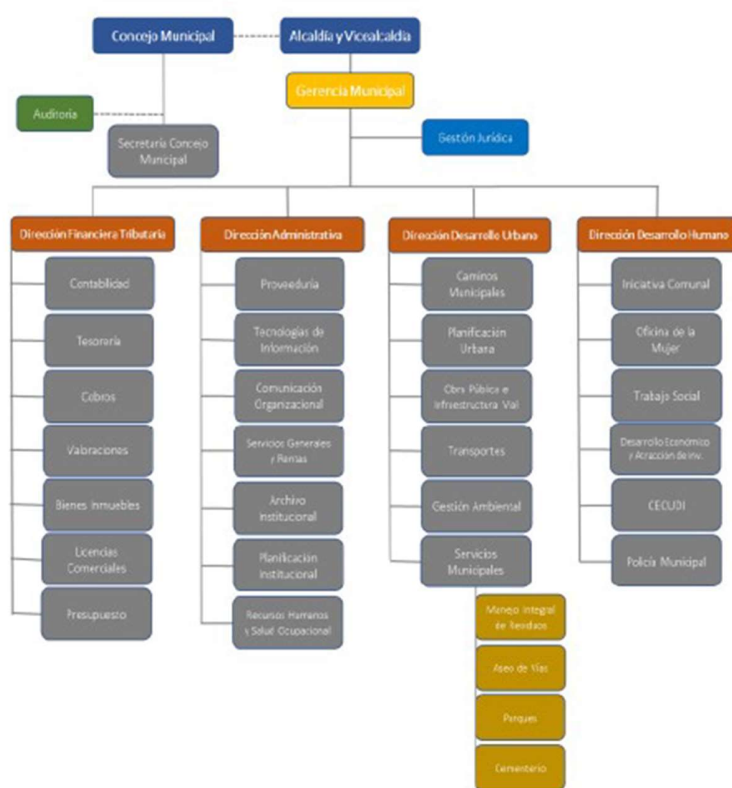 Concejo Municipal
Alcaldía y Vicealcaldía
Gerencia Municipal
Auditoría
Secretaría Concejo
Municipal
Gestión Jurídica
Dirección Financiera Tributaria
Contabilidad
Tesorería
Cobros
Valoraciones
Bienes Inmuebles
Licencias
Comerciales
Presupuesto
Dirección Administrativa
Proveeduría
Tecnologías de
Información
Comunicación
Organizacional
Servicios Generales
y Rentas
Archivo
Institucional
Planificación
Institucional
Recursos Humanos
y Salud Ocupacional
Dirección Desarrollo Urbano
Caminos
Municipales
Planificación
Urbana
Obra Pública e
Infraestructura Vial
Transportes
Gestión Ambiental
Servicios
Municipales
Manejo Integral
de Residuos
Aseo de Vías
Parques
Cementerio
Dirección Desarrollo Humano
Iniciativa Comunal
Oficina de la
Mujer
Trabajo Social
Desarrollo Económico
y Atracción de inv.
CECUDI
Policía Municipal